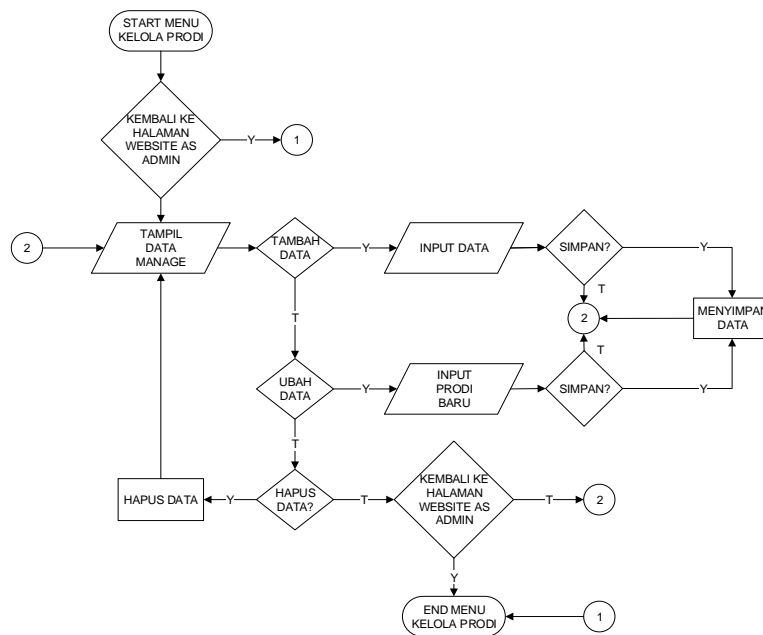 START MENU
KELOLA PRODI
KEMBALI KE
HALAMAN
WEBSITE AS
ADMIN
Y
1
2
TAMPIL
DATA
MANAGE
TAMBAH
DATA
Y
INPUT DATA
SIMPAN?
Y
T
T
2
MENYIMPAN
DATA
UBAH
DATA
Y
INPUT
PRODI
BARU
T
SIMPAN?
Y
T
HAPUS DATA
Y
HAPUS
DATA?
T
KEMBALI KE
HALAMAN
WEBSITE AS
ADMIN
T
2
Y
END MENU
KELOLA PRODI
1